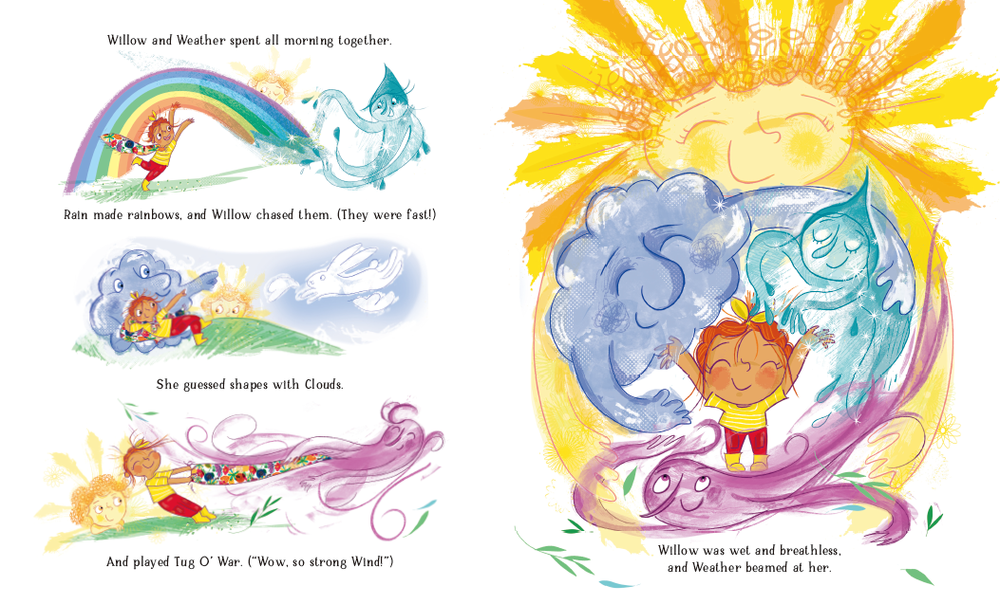 Willow and Weather spent all morning together.
Rain made rainbows, and Willow chased them. (They were fast!)
She guessed shapes with Clouds.
And played Tug O' War. ("Wow, so strong Wind!")
Willow was wet and breathless,
and Weather beamed at her.